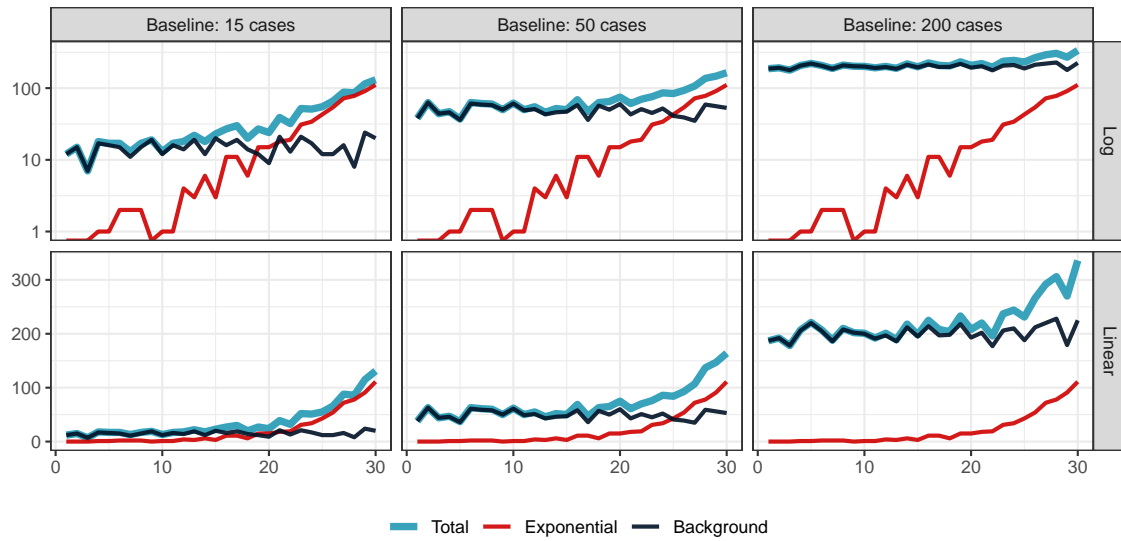 Baseline: 15 cases Baseline: 50 cases Baseline: 200 cases
100
10
1
Log
300
200
100
0
Linear
0 10 20 30 0 10 20 30 0 10 20 30
Total Exponential Background